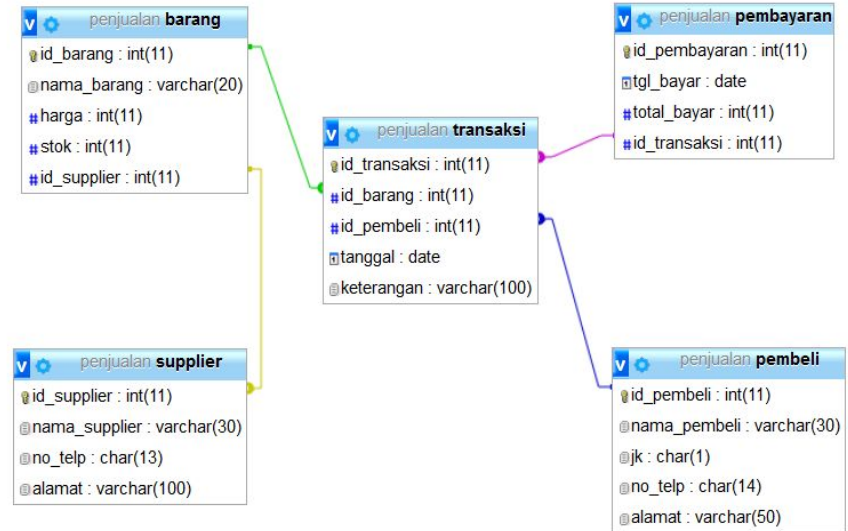 penjualan barang
id_barang : int(11)
nama_barang : varchar(20)
harga : int(11)
stok : int(11)
id_supplier : int(11)
penjualan transaksi
id_transaksi : int(11)
id_barang : int(11)
id_pembeli : int(11)
tanggal : date
keterangan : varchar(100)
penjualan pembayaran
id_pembayaran : int(11)
tgl_bayar : date
total_bayar : int(11)
id_transaksi : int(11)
penjualan supplier
id_supplier : int(11)
nama_supplier : varchar(30)
no_telp : char(13)
alamat : varchar(100)
penjualan pembeli
id_pembeli : int(11)
nama_pembeli : varchar(30)
jk : char(1)
no_telp : char(14)
alamat : varchar(50)